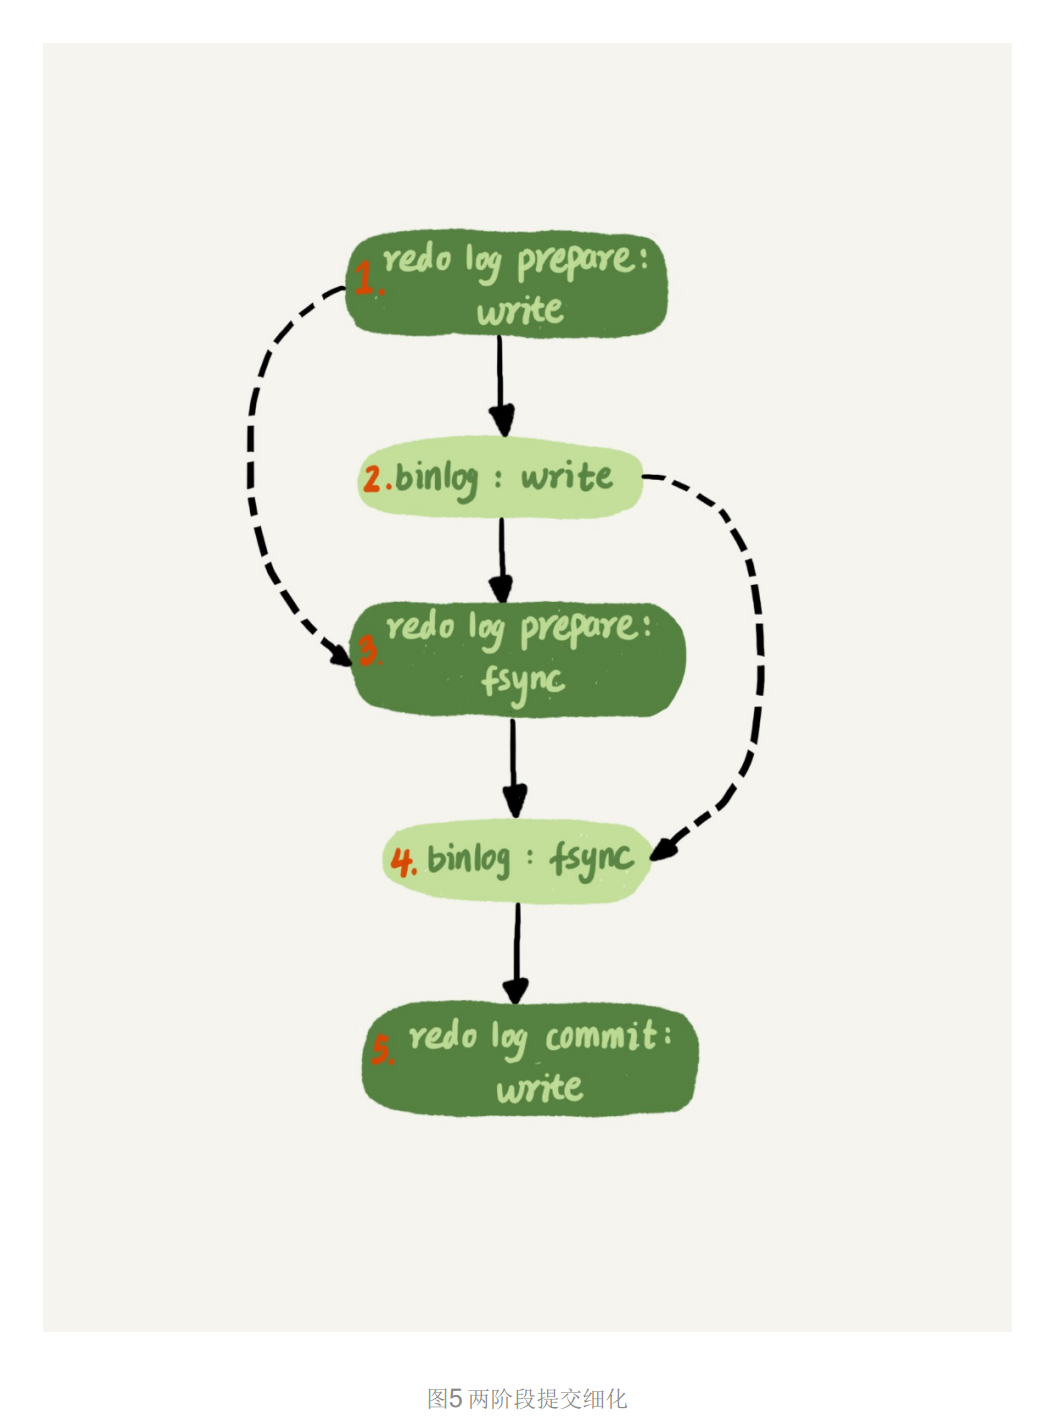 1. redo log prepare:
write
2. binlog : write
3. redo log prepare:
fsync
4. binlog : fsync
5. redo log commit:
write
图5 两阶段提交细化